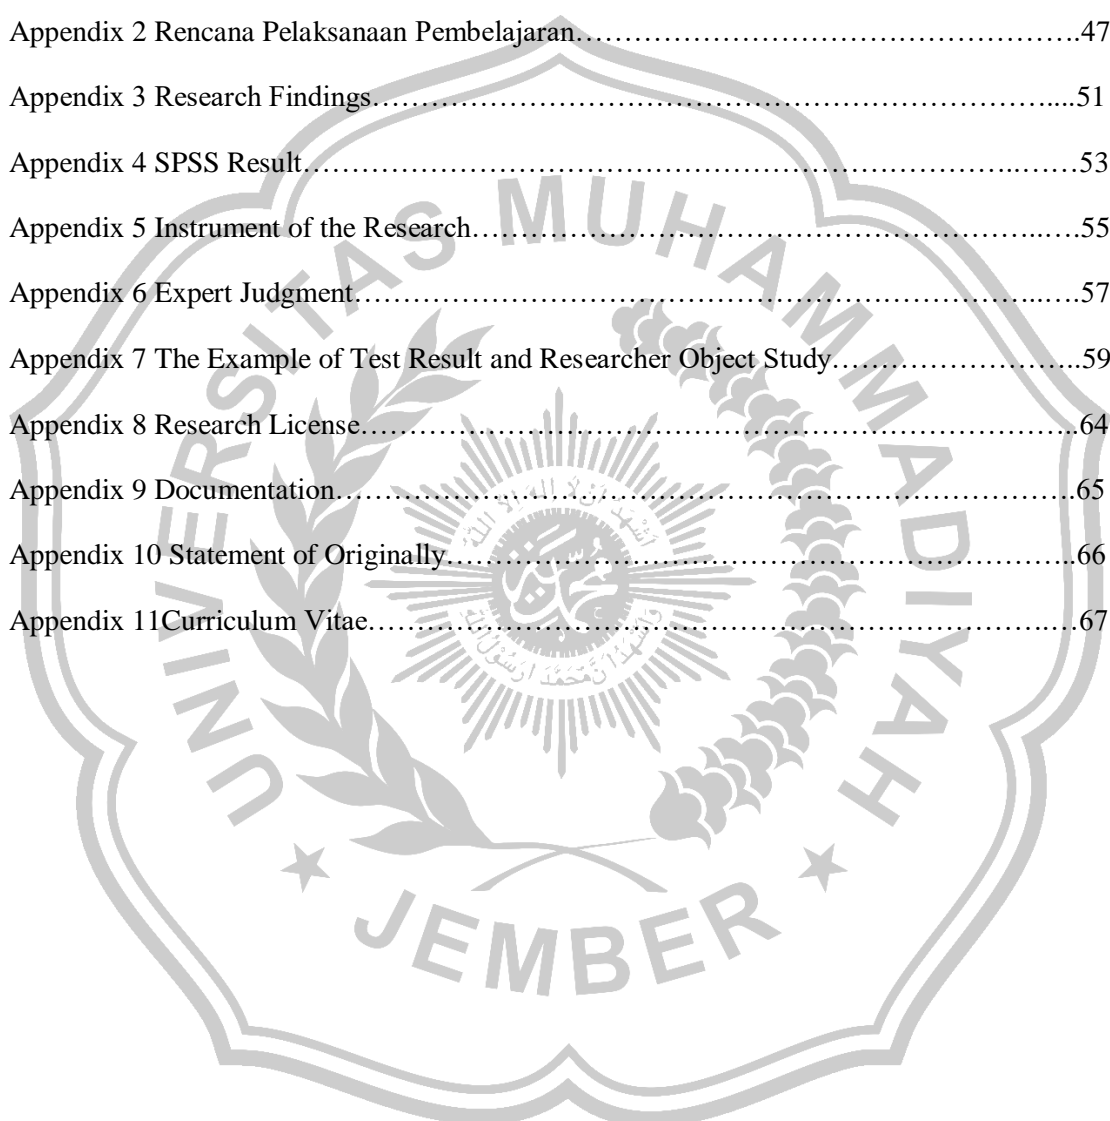 Appendix 2 Rencana Pelaksanaan Pembelajaran……………………………………………….47
Appendix 3 Research Findings…………………………………………………………………....51
Appendix 4 SPSS Result…………………………………………………………………..……53
Appendix 5 Instrument of the Research…………………………………………………..….55
Appendix 6 Expert Judgment………………………………………………………………..….57
Appendix 7 The Example of Test Result and Researcher Object Study……………………..59
Appendix 8 Research License…………………………………………………………………..64
Appendix 9 Documentation…………………………………………………………………….65
Appendix 10 Statement of Originally…………………………………………………………..66
Appendix 11Curriculum Vitae……………………………………………………………….…67
UNIVERSITAS MUHAMMADIYAH
JEMBER